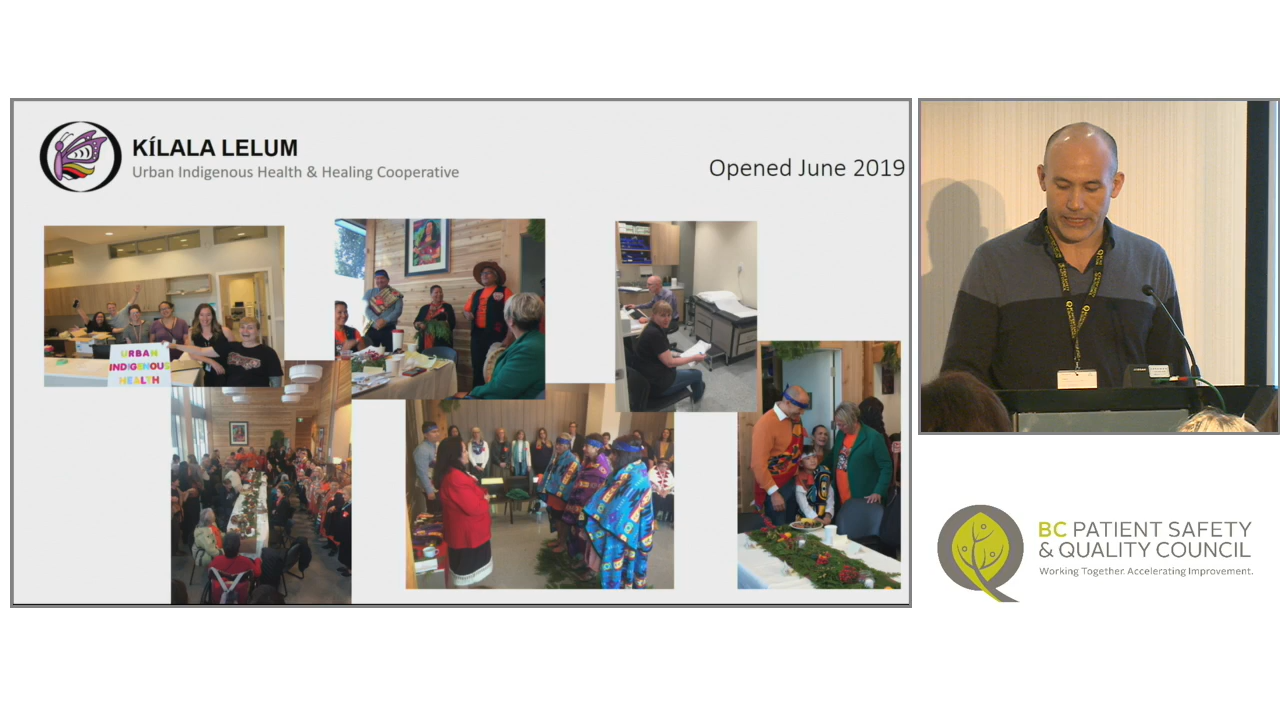 KÍLALA LELUM
Urban Indigenous Health & Healing Cooperative
Opened June 2019
URBAN
INDIGENOUS
HEALTH
BC PATIENT SAFETY
& QUALITY COUNCIL
Working Together. Accelerating Improvement.